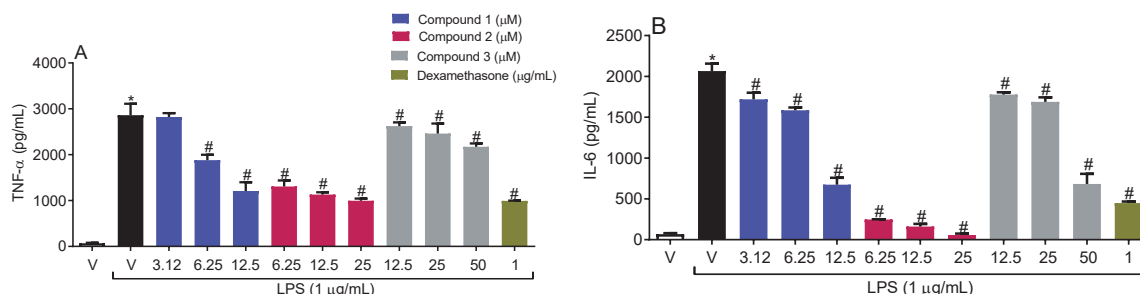 A
Compound 1 (μM)
Compound 2 (μM)
Compound 3 (μM)
Dexamethasone (μg/mL)
TNF-α (pg/mL)
4000
3000
2000
1000
0
* # # # # # # # # #
V V 3.12 6.25 12.5 6.25 12.5 25 12.5 25 50 1
LPS (1 μg/mL)
B
IL-6 (pg/mL)
2500
2000
1500
1000
500
0
* # # # # # # # # # #
V V 3.12 6.25 12.5 6.25 12.5 25 12.5 25 50 1
LPS (1 μg/mL)